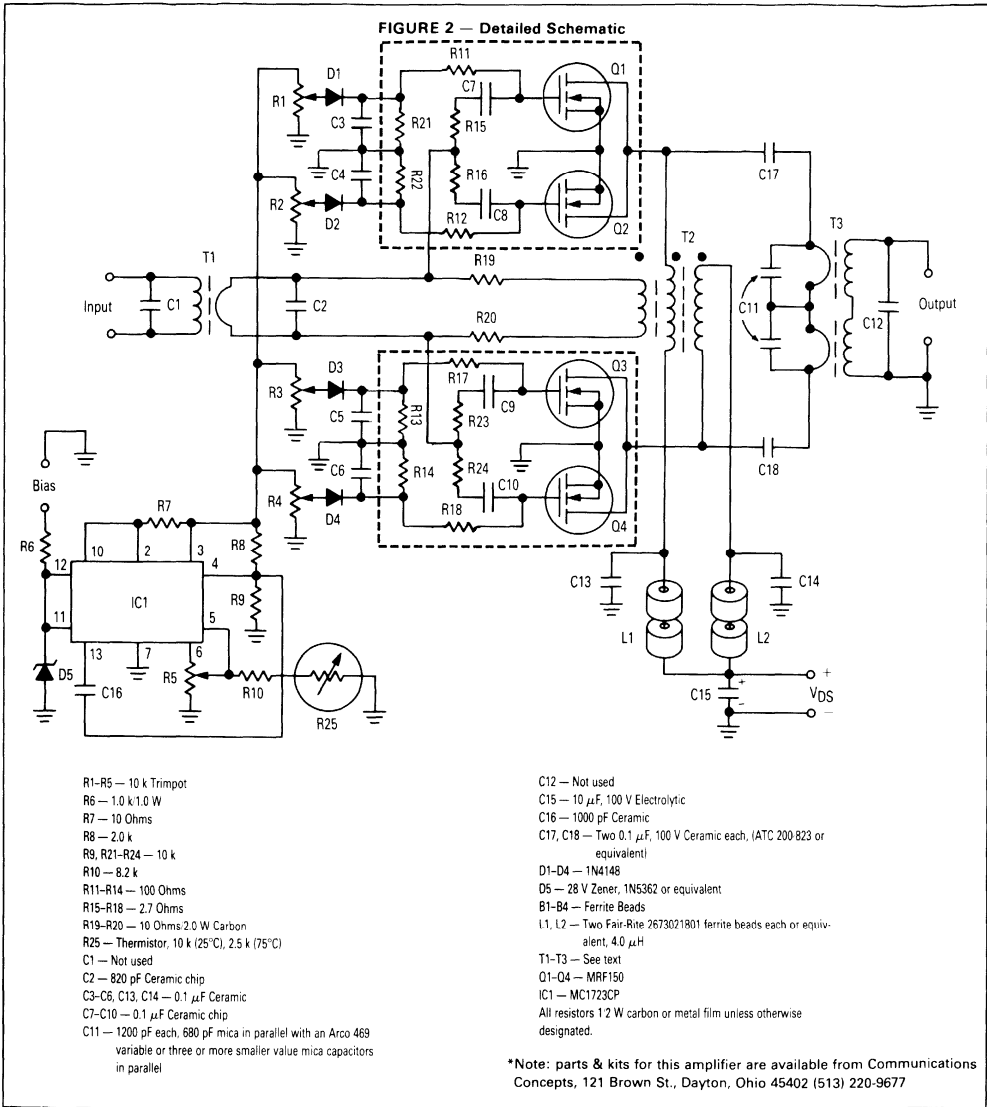 FIGURE 2 — Detailed Schematic
R11
Q1
D1
C7
R1
C3
R21
R15
C4
R22
R16
C8
R2
D2
R12
Q2
C17
T1
R19
T2
T3
Input
C1
C2
C11
C12
Output
R20
D3
R17
Q3
R3
C5
R13
C9
R23
C18
C6
R14
R24
C10
R4
D4
R18
Q4
Bias
R7
R6
10
2
3
R8
12
4
C13
C14
IC1
R9
11
5
L1
L2
13
7
6
D5
C16
R5
R10
R25
C15
+
−
+
VDS
−
R1-R5 — 10 k Trimpot
R6 — 1.0 k/1.0 W
R7 — 10 Ohms
R8 — 2.0 k
R9, R21-R24 — 10 k
R10 — 8.2 k
R11-R14 — 100 Ohms
R15-R18 — 2.7 Ohms
R19-R20 — 10 Ohms/2.0 W Carbon
R25 — Thermistor, 10 k (25°C), 2.5 k (75°C)
C1 — Not used
C2 — 820 pF Ceramic chip
C3-C6, C13, C14 — 0.1 μF Ceramic
C7-C10 — 0.1 μF Ceramic chip
C11 — 1200 pF each, 680 pF mica in parallel with an Arco 469
variable or three or more smaller value mica capacitors
in parallel
C12 — Not used
C15 — 10 μF, 100 V Electrolytic
C16 — 1000 pF Ceramic
C17, C18 — Two 0.1 μF, 100 V Ceramic each, (ATC 200-823 or
equivalent)
D1-D4 — 1N4148
D5 — 28 V Zener, 1N5362 or equivalent
B1-B4 — Ferrite Beads
L1, L2 — Two Fair-Rite 2673021801 ferrite beads each or equiv-
alent, 4.0 μH
T1-T3 — See text
Q1-Q4 — MRF150
IC1 — MC1723CP
All resistors 1/2 W carbon or metal film unless otherwise
designated.
*Note: parts & kits for this amplifier are available from Communications
Concepts, 121 Brown St., Dayton, Ohio 45402 (513) 220-9677